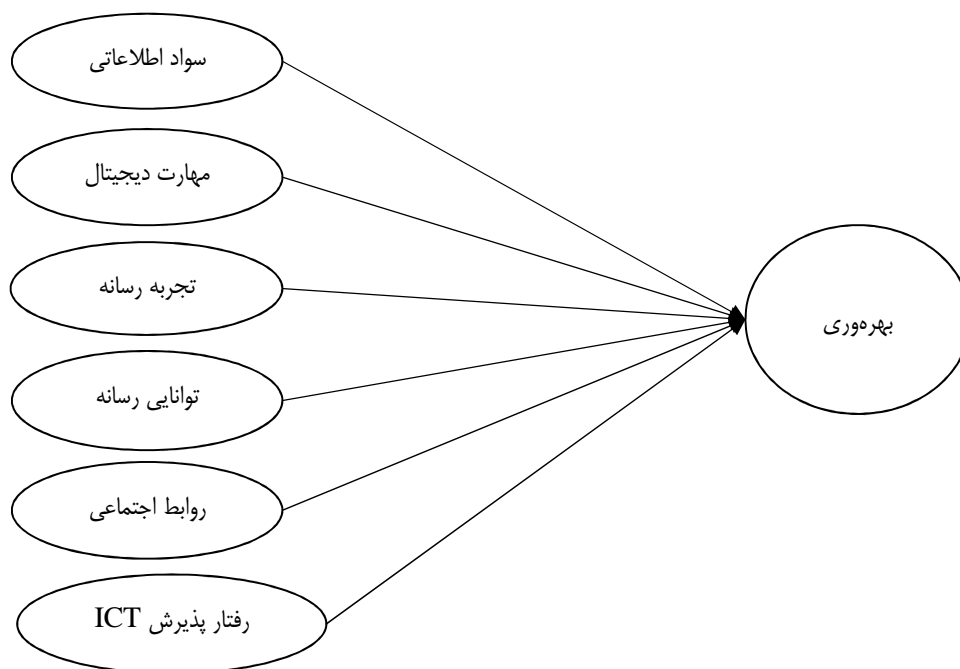 سواد اطلاعاتی
مهارت دیجیتال
تجربه رسانه
توانایی رسانه
روابط اجتماعی
رفتار پذیرش ICT
بهره‌وری